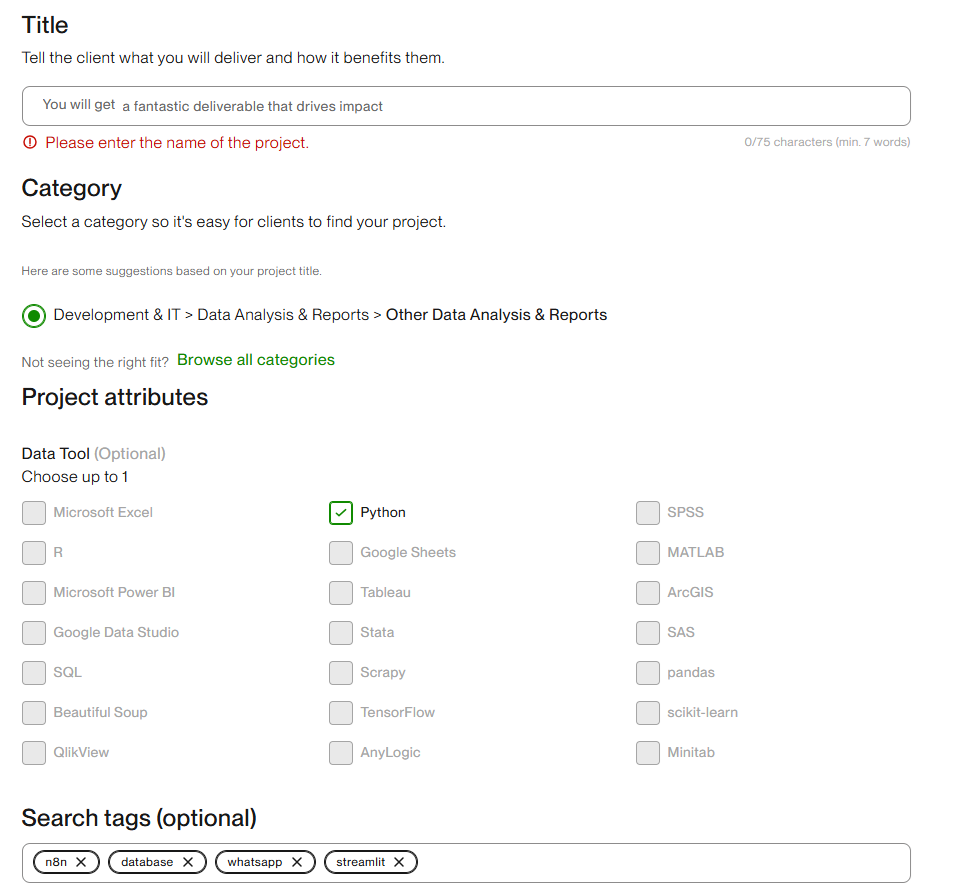 Title
Tell the client what you will deliver and how it benefits them.
You will get a fantastic deliverable that drives impact
Please enter the name of the project.
0/75 characters (min. 7 words)
Category
Select a category so it's easy for clients to find your project.
Here are some suggestions based on your project title.
Development & IT > Data Analysis & Reports > Other Data Analysis & Reports
Not seeing the right fit? Browse all categories
Project attributes
Data Tool (Optional)
Choose up to 1
Microsoft Excel Python SPSS
R Google Sheets MATLAB
Microsoft Power BI Tableau ArcGIS
Google Data Studio Stata SAS
SQL Scrapy pandas
Beautiful Soup TensorFlow scikit-learn
QlikView AnyLogic Minitab
Search tags (optional)
n8n database whatsapp streamlit